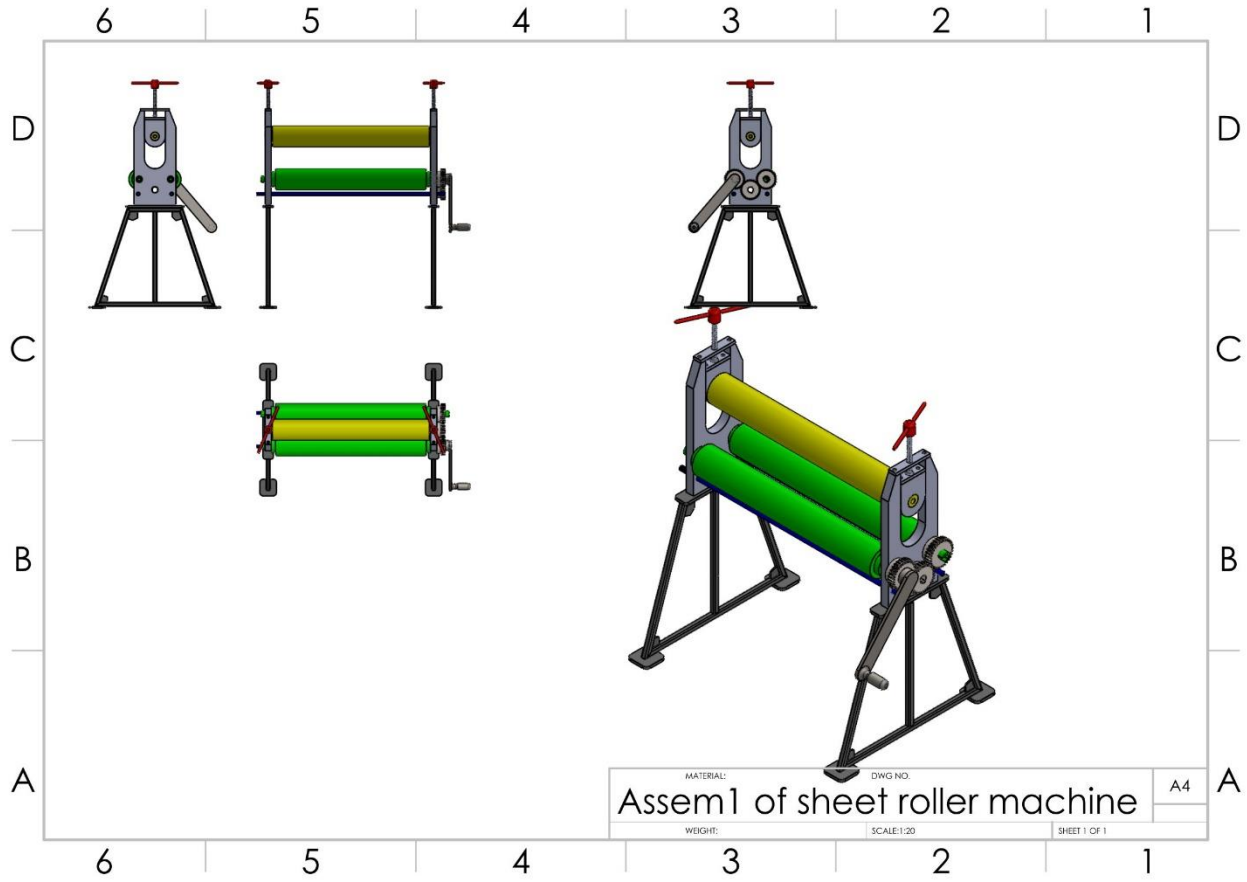 6 5 4 3 2 1
D D
C C
B B
A A
MATERIAL: DWG NO.
Assem1 of sheet roller machine A4
WEIGHT: SCALE:1:20 SHEET 1 OF 1
6 5 4 3 2 1